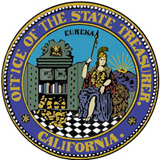 OFFICE OF THE STATE TREASURER
EUREKA
CALIFORNIA